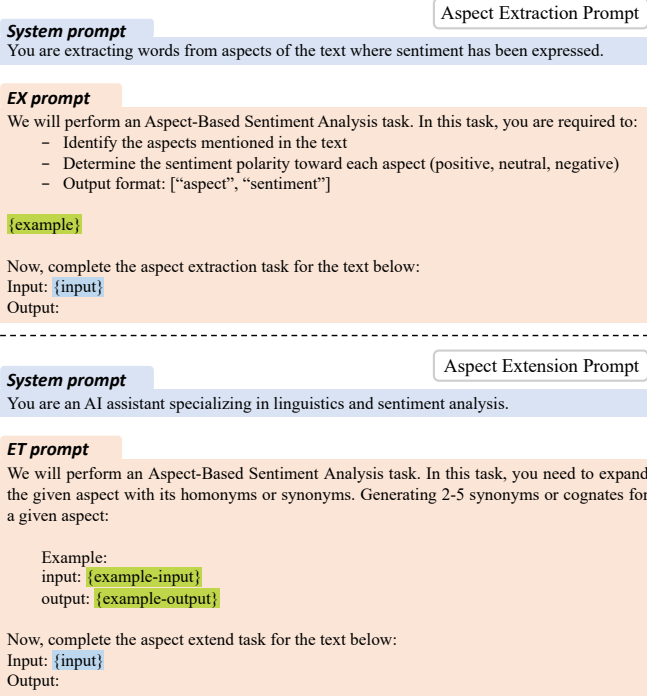 Aspect Extraction Prompt
System prompt
You are extracting words from aspects of the text where sentiment has been expressed.
EX prompt
We will perform an Aspect-Based Sentiment Analysis task. In this task, you are required to:
– Identify the aspects mentioned in the text
– Determine the sentiment polarity toward each aspect (positive, neutral, negative)
– Output format: [“aspect”, “sentiment”]
{example}
Now, complete the aspect extraction task for the text below:
Input: {input}
Output:
Aspect Extension Prompt
System prompt
You are an AI assistant specializing in linguistics and sentiment analysis.
ET prompt
We will perform an Aspect-Based Sentiment Analysis task. In this task, you need to expand
the given aspect with its homonyms or synonyms. Generating 2-5 synonyms or cognates for
a given aspect:
Example:
input: {example-input}
output: {example-output}
Now, complete the aspect extend task for the text below:
Input: {input}
Output: